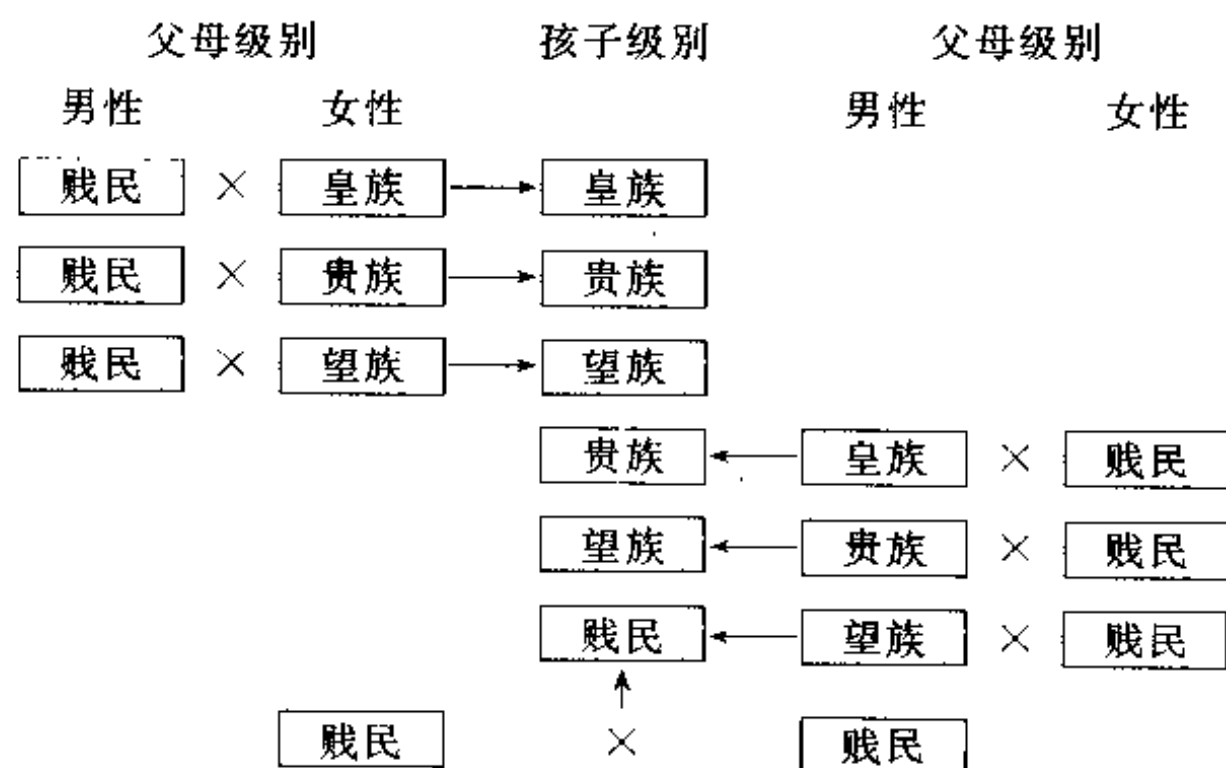 父母级别 孩子级别 父母级别
男性 女性 男性 女性
贱民 × 皇族 皇族
贱民 × 贵族 贵族
贱民 × 望族 望族
贵族 皇族 × 贱民
望族 贵族 × 贱民
贱民 望族 × 贱民
贱民 × 贱民